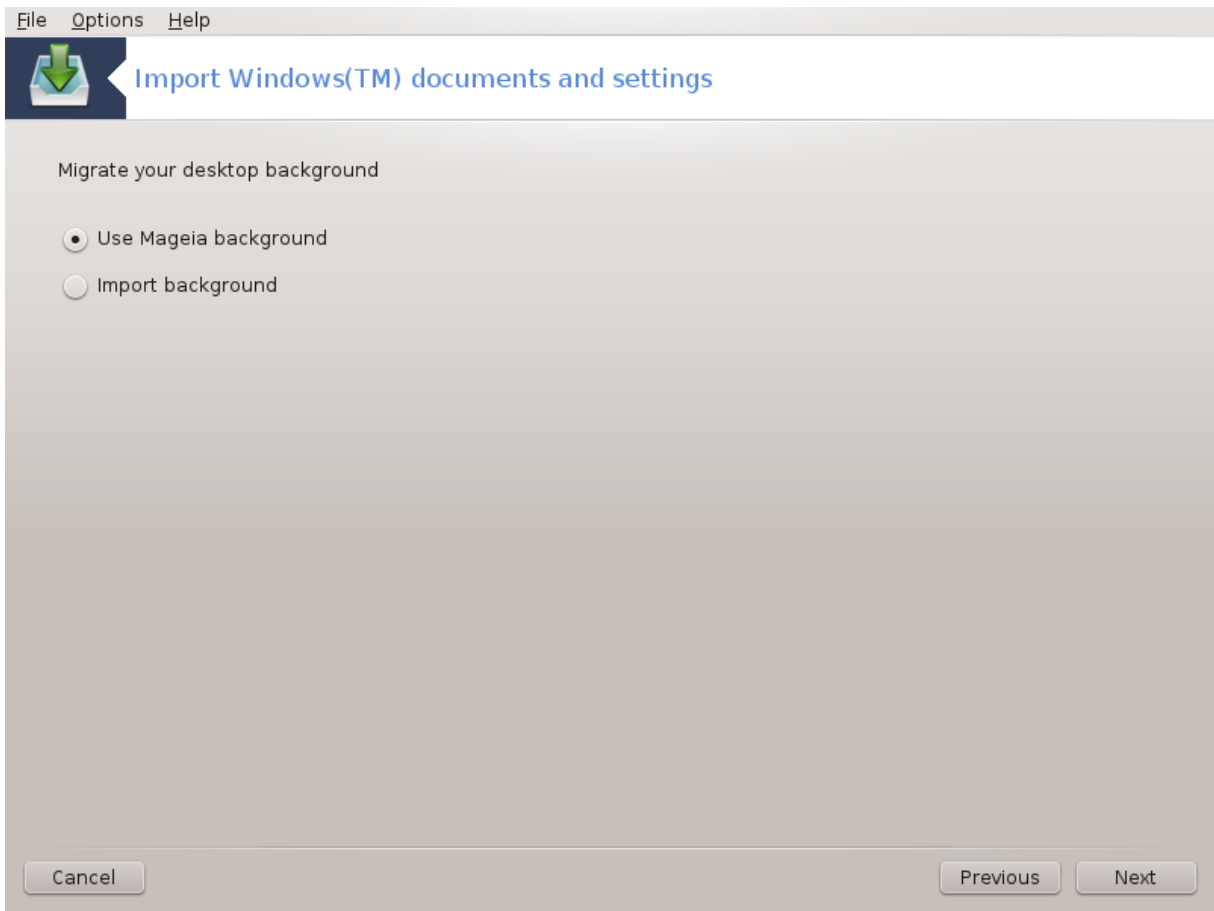 File Options Help
Import Windows(TM) documents and settings
Migrate your desktop background
Use Mageia background
Import background
Cancel Previous Next